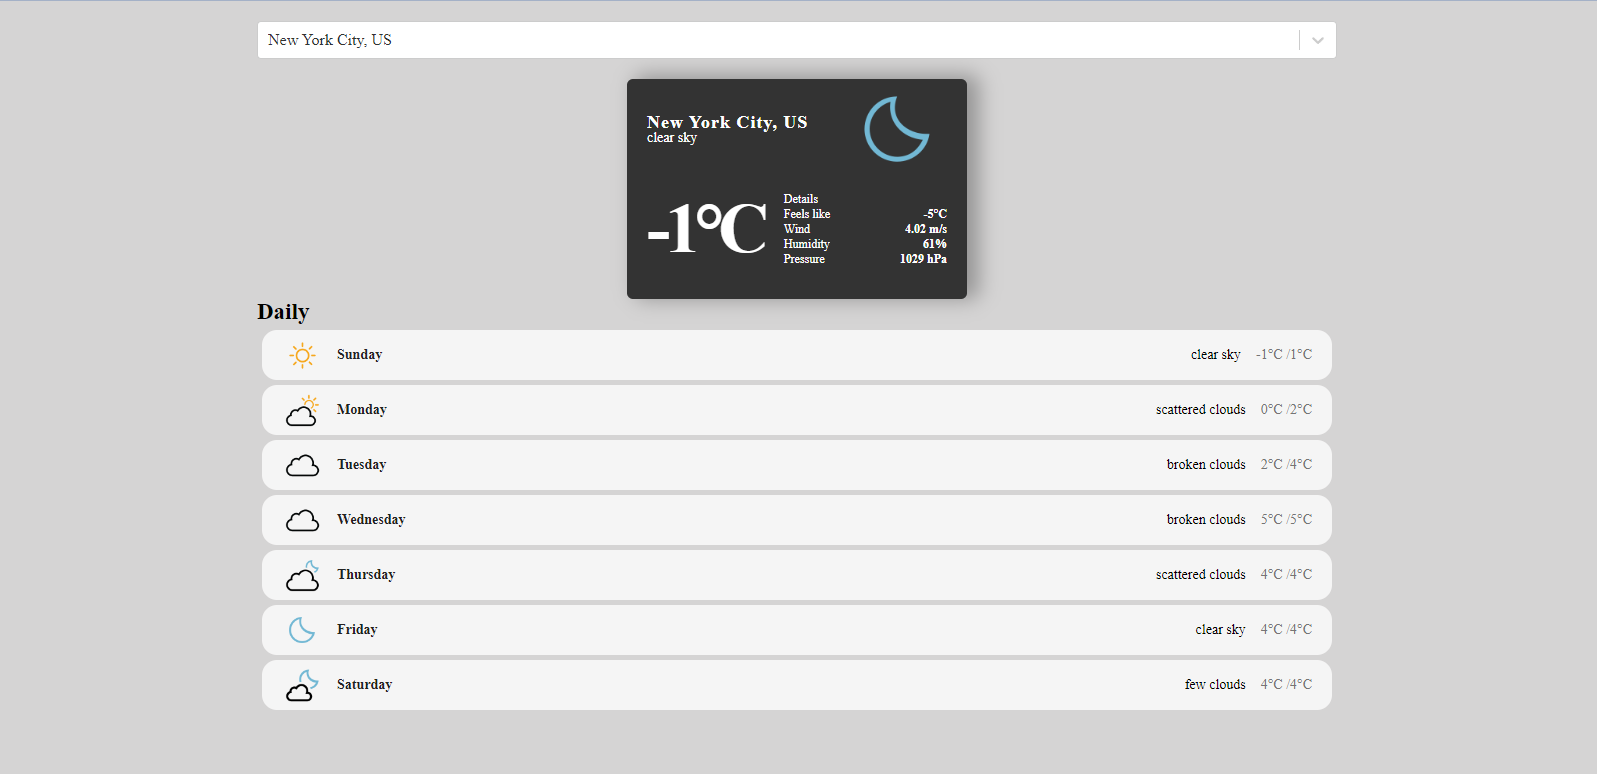 New York City, US
New York City, US
clear sky
-1°C
Details
Feels like -5°C
Wind 4.02 m/s
Humidity 61%
Pressure 1029 hPa
Daily
Sunday clear sky -1°C /1°C
Monday scattered clouds 0°C /2°C
Tuesday broken clouds 2°C /4°C
Wednesday broken clouds 5°C /5°C
Thursday scattered clouds 4°C /4°C
Friday clear sky 4°C /4°C
Saturday few clouds 4°C /4°C